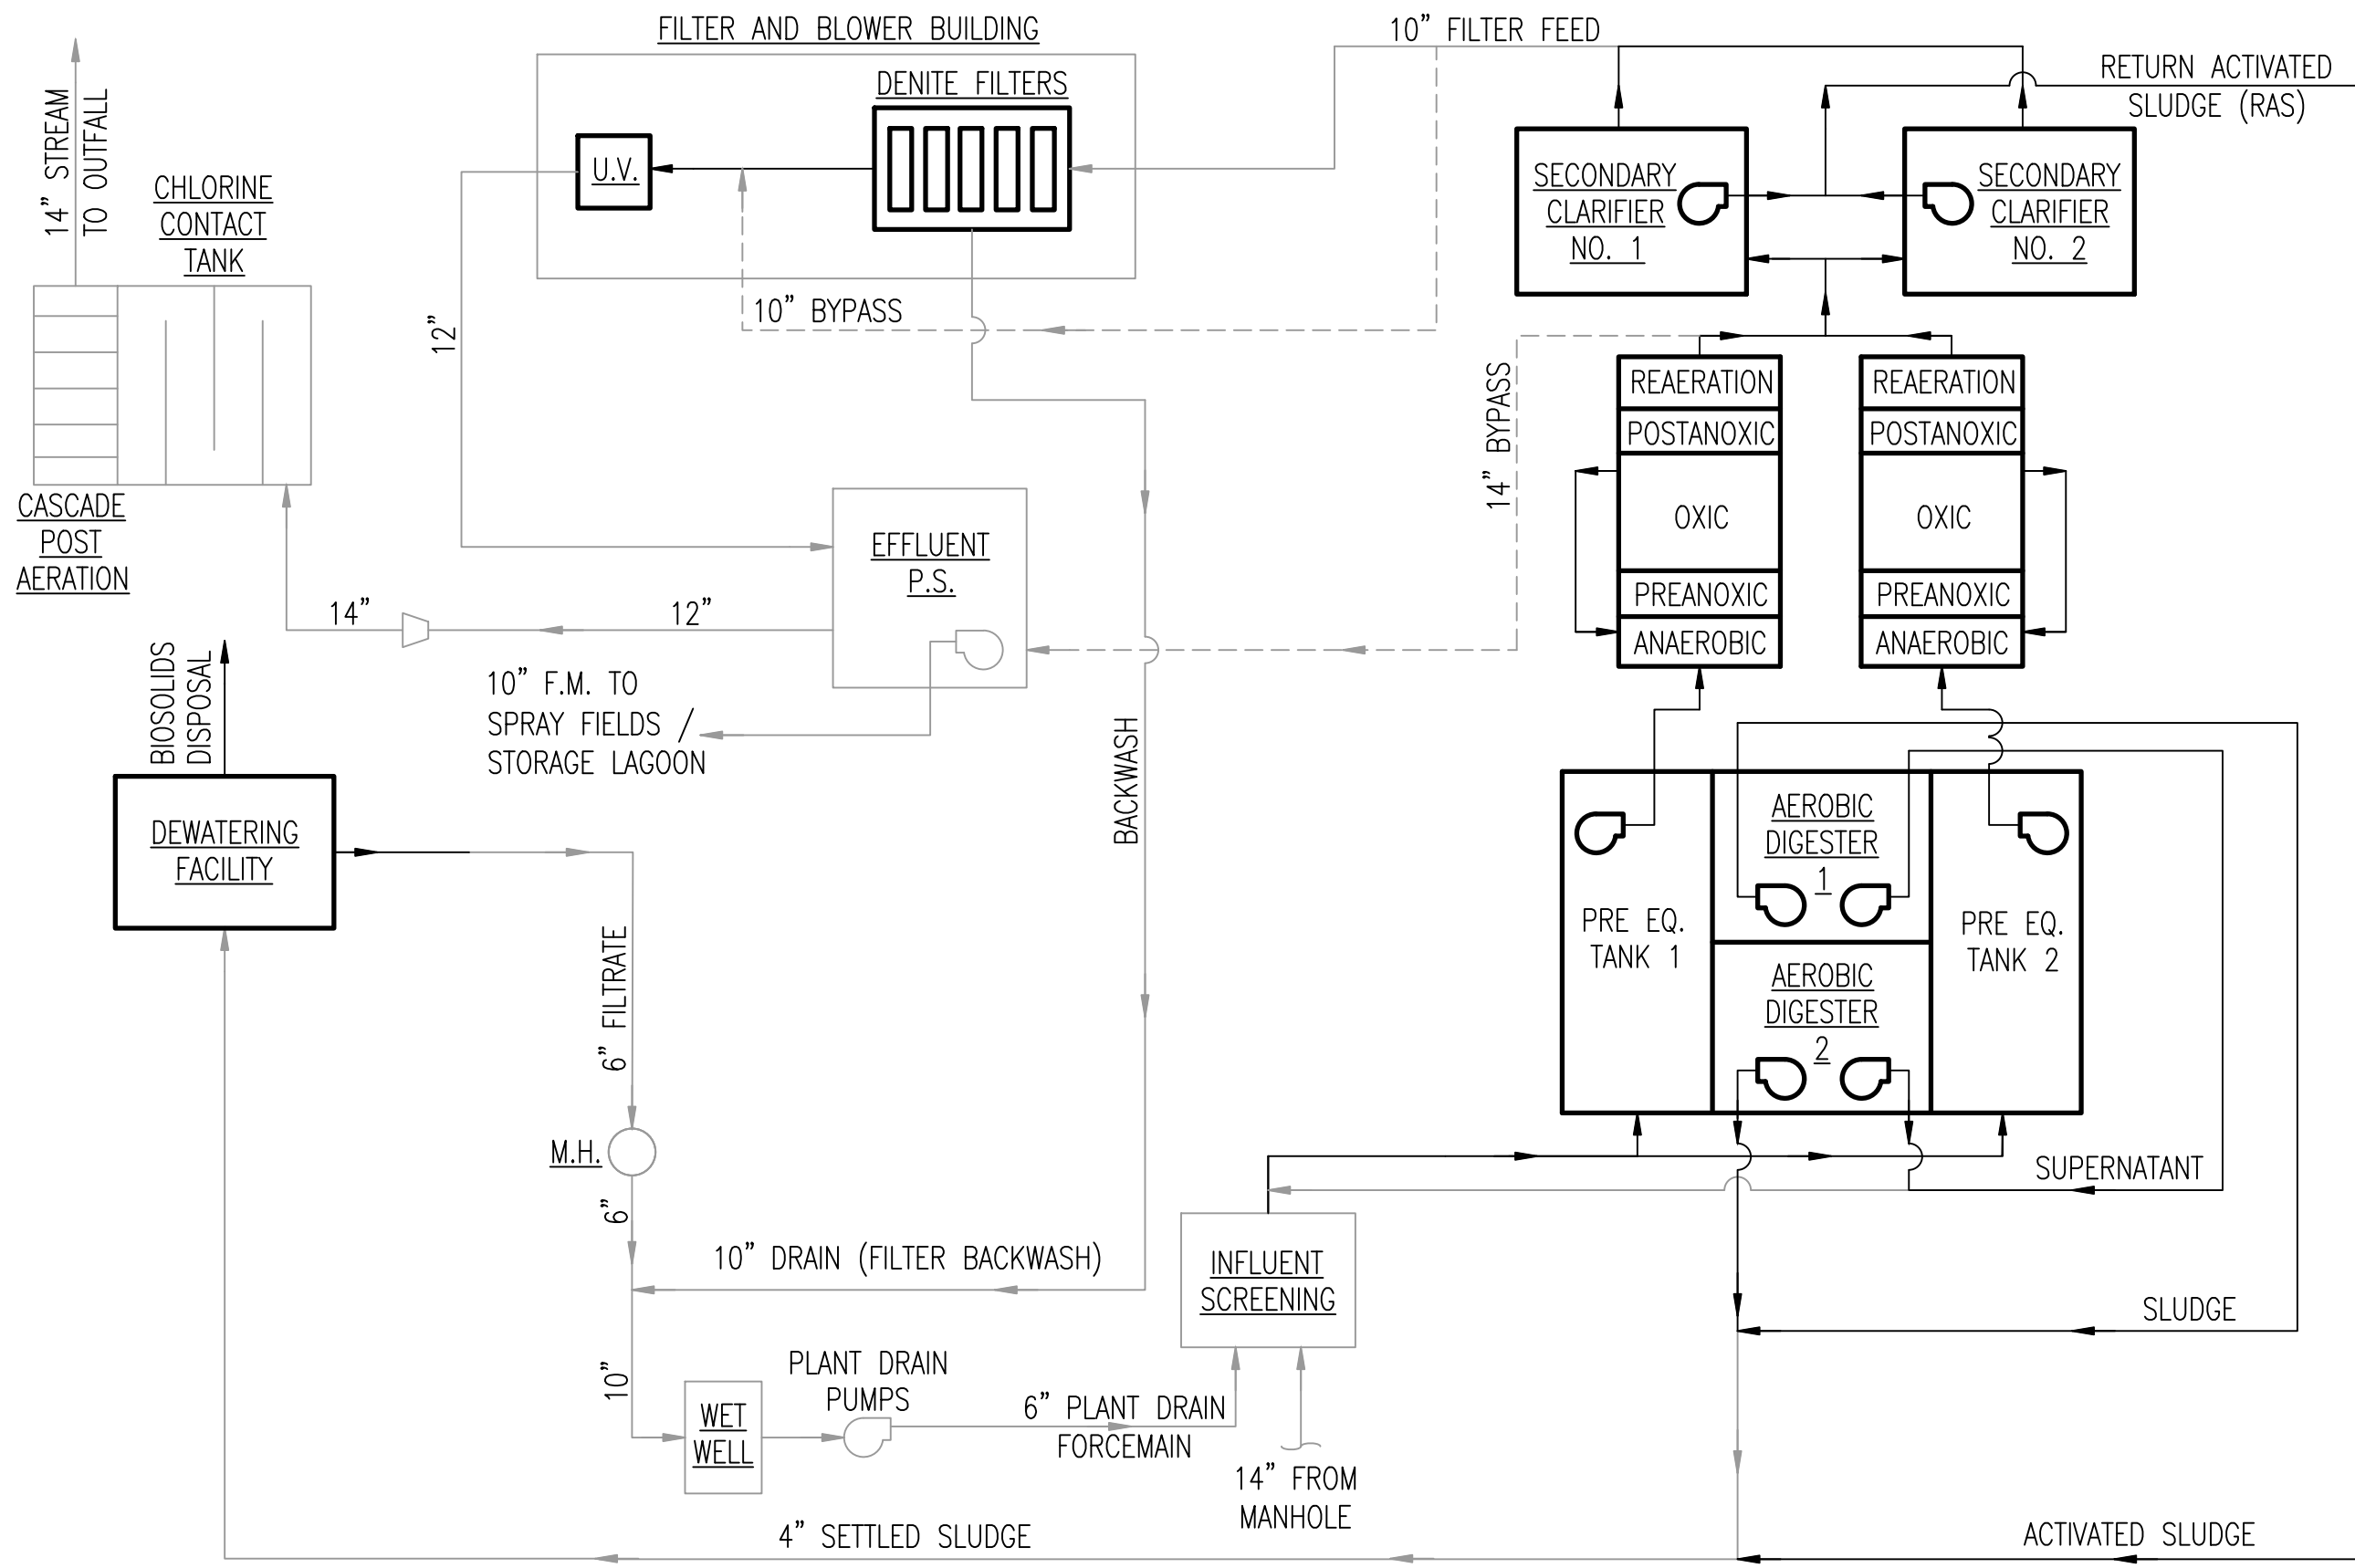 FILTER AND BLOWER BUILDING
10” FILTER FEED
RETURN ACTIVATED
SLUDGE (RAS)
DENITE FILTERS
U.V.
14” STREAM
TO OUTFALL
CHLORINE
CONTACT
TANK
SECONDARY
CLARIFIER
NO. 1
SECONDARY
CLARIFIER
NO. 2
10” BYPASS
12”
14” BYPASS
REAERATION
POSTANOXIC
OXIC
PREANOXIC
ANAEROBIC
REAERATION
POSTANOXIC
OXIC
PREANOXIC
ANAEROBIC
CASCADE
POST
AERATION
EFFLUENT
P.S.
14”
12”
10” F.M. TO
SPRAY FIELDS /
STORAGE LAGOON
BIOSOLIDS
DISPOSAL
BACKWASH
DEWATERING
FACILITY
AEROBIC
DIGESTER
1
PRE EQ.
TANK 1
PRE EQ.
TANK 2
AEROBIC
DIGESTER
2
6” FILTRATE
M.H.
6”
SUPERNATANT
10” DRAIN (FILTER BACKWASH)
INFLUENT
SCREENING
SLUDGE
10”
PLANT DRAIN
PUMPS
WET
WELL
6” PLANT DRAIN
FORCEMAIN
14” FROM
MANHOLE
4” SETTLED SLUDGE
ACTIVATED SLUDGE